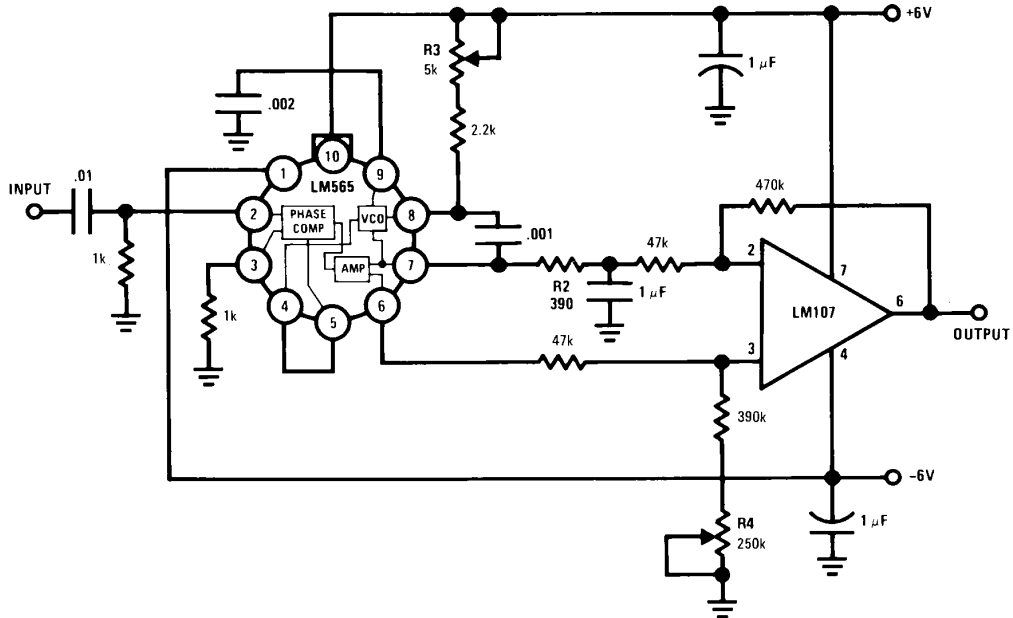 +6V
R3
5k
1 µF
.002
2.2k
10
1
9
LM565
INPUT
.01
470k
2
PHASE
COMP
VCO
8
.001
47k
2
7
1k
3
AMP
7
R2
390
1 µF
LM107
6
OUTPUT
4
6
1k
5
47k
3
4
390k
−6V
R4
250k
1 µF